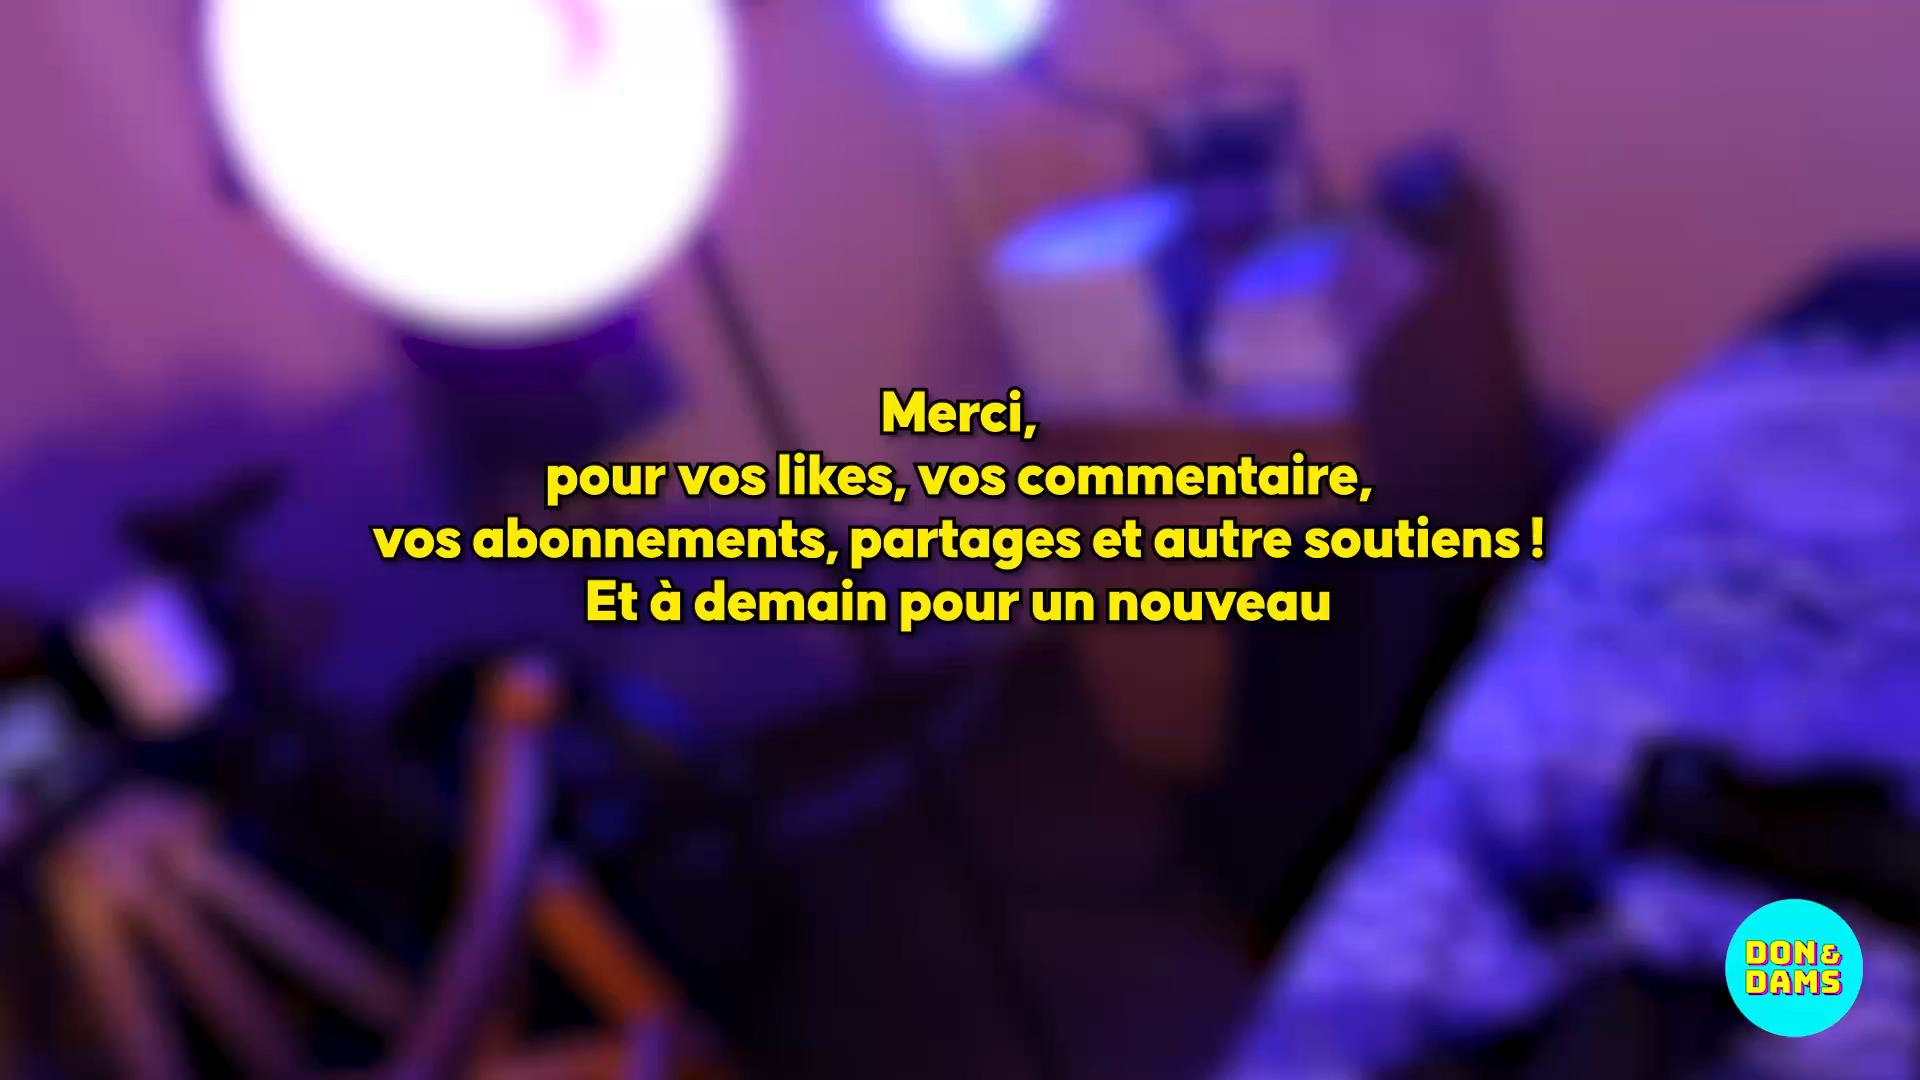 Merci,
pour vos likes, vos commentaire,
vos abonnements, partages et autre soutiens !
Et à demain pour un nouveau
DON &
DAMS